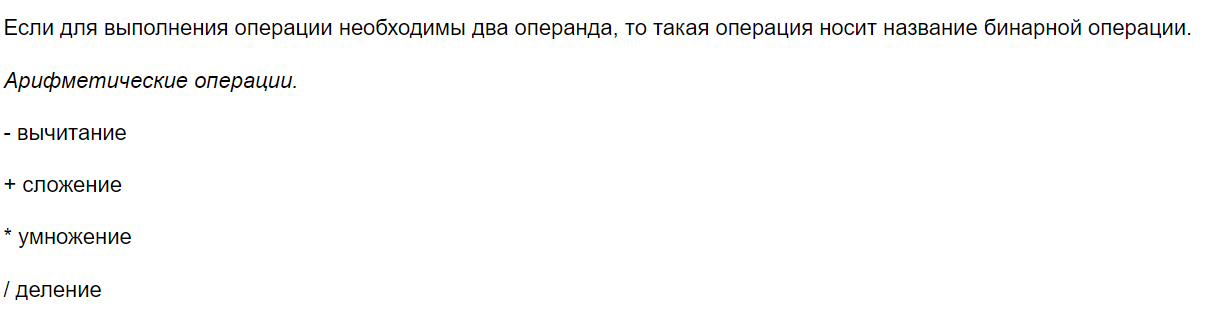 Если для выполнения операции необходимы два операнда, то такая операция носит название бинарной операции.
Арифметические операции.
- вычитание
+ сложение
* умножение
/ деление